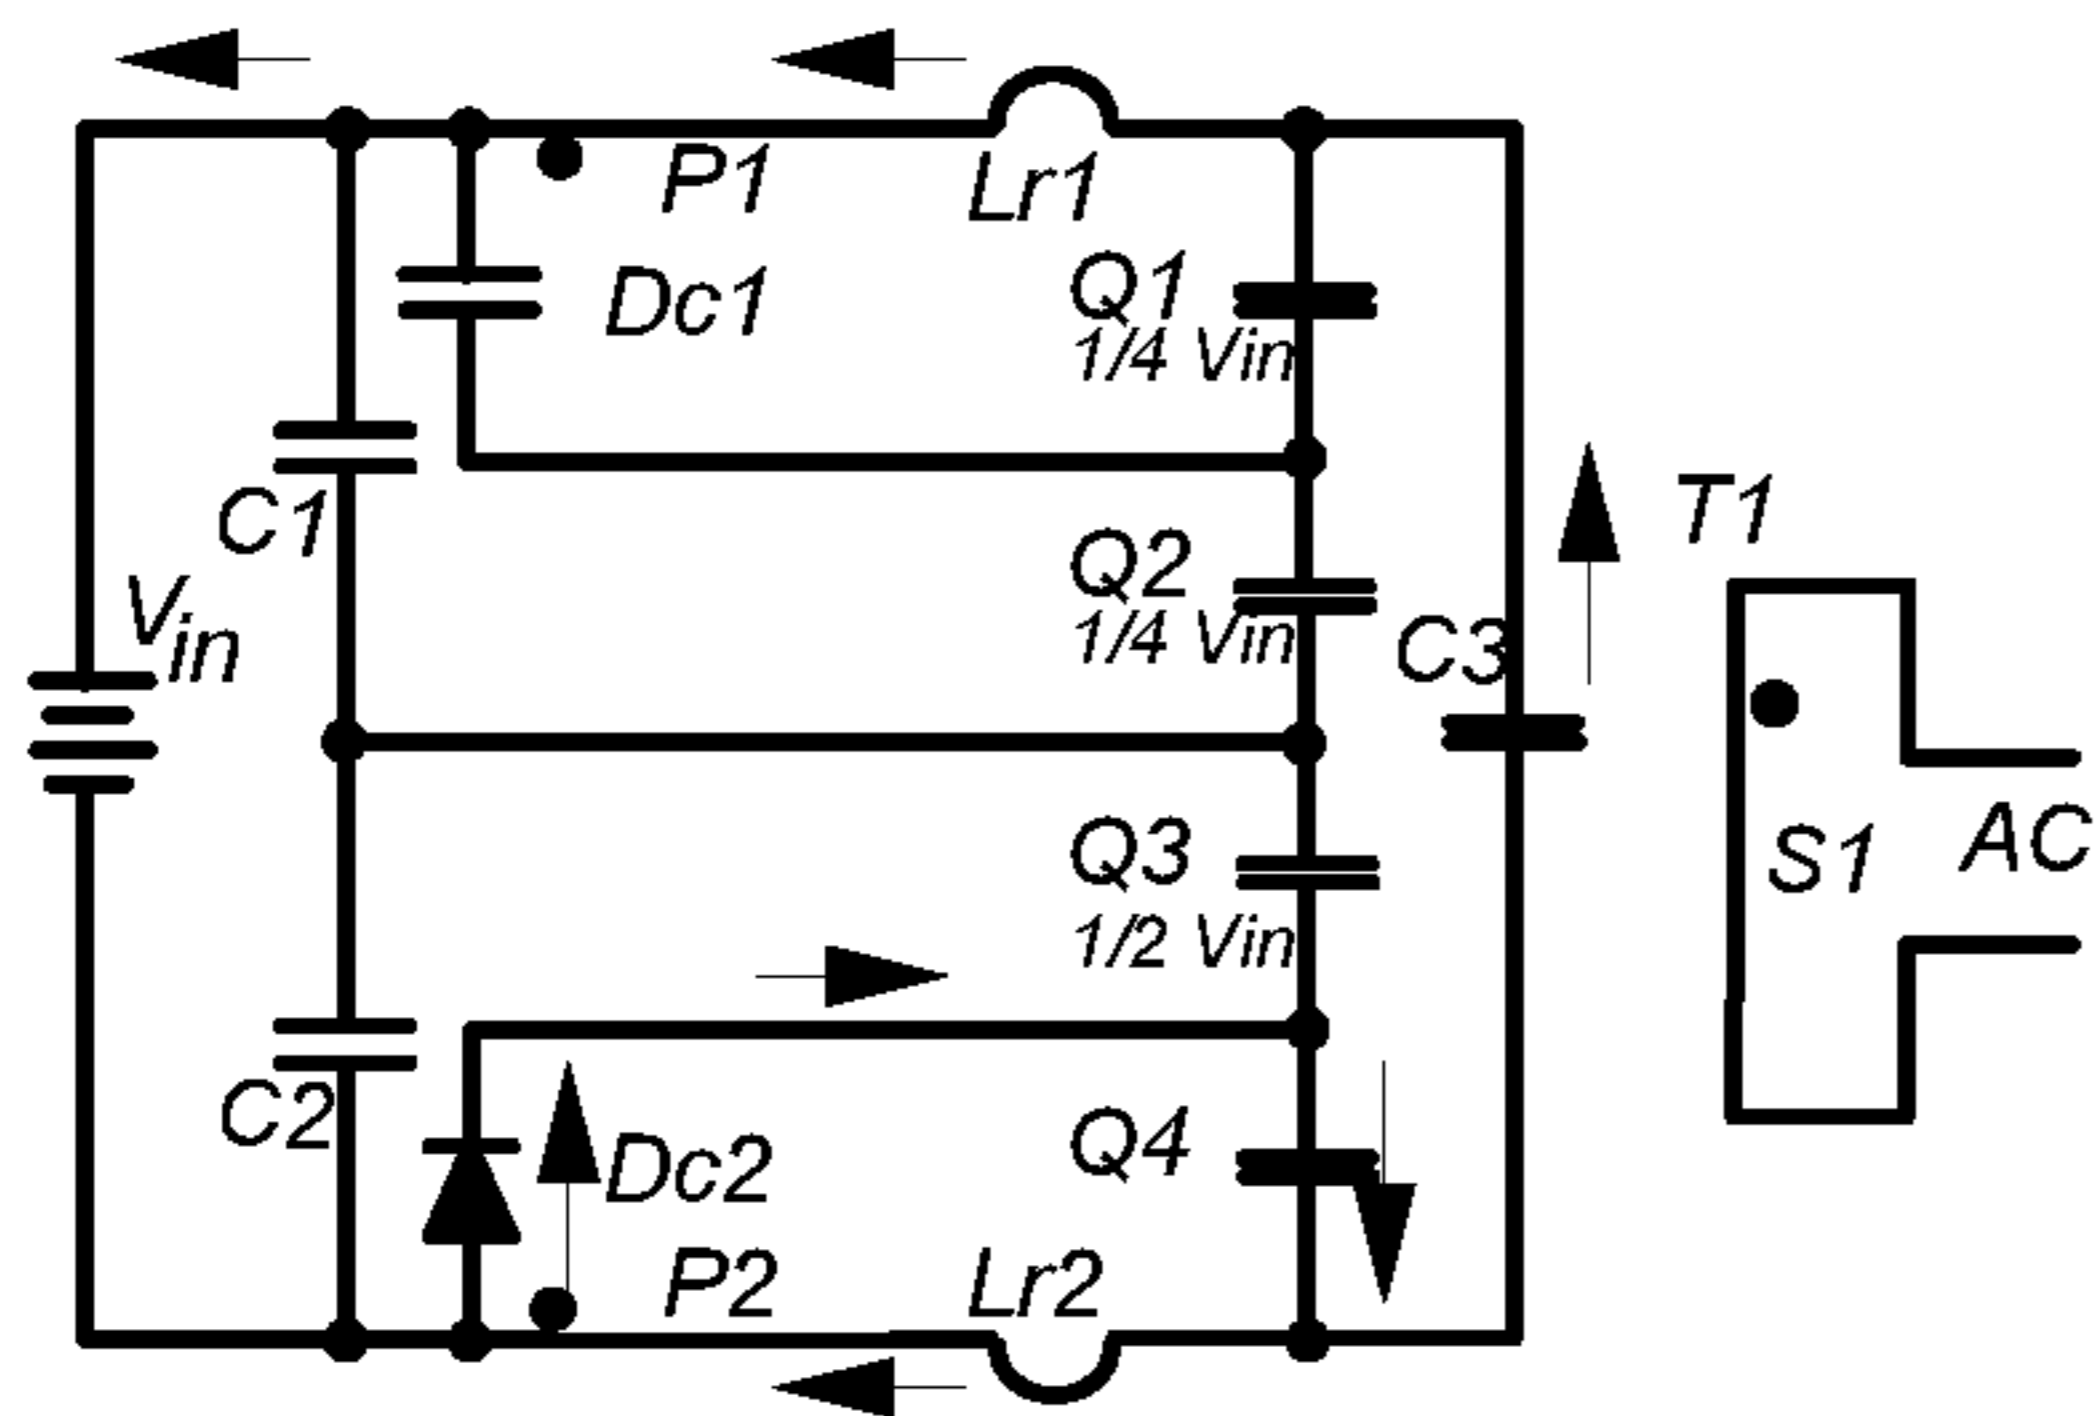 P1
Lr1
Dc1
Q1
1/4 Vin
C1
T1
Q2
1/4 Vin
Vin
C3
Q3
S1
AC
1/2 Vin
C2
Dc2
Q4
P2
Lr2